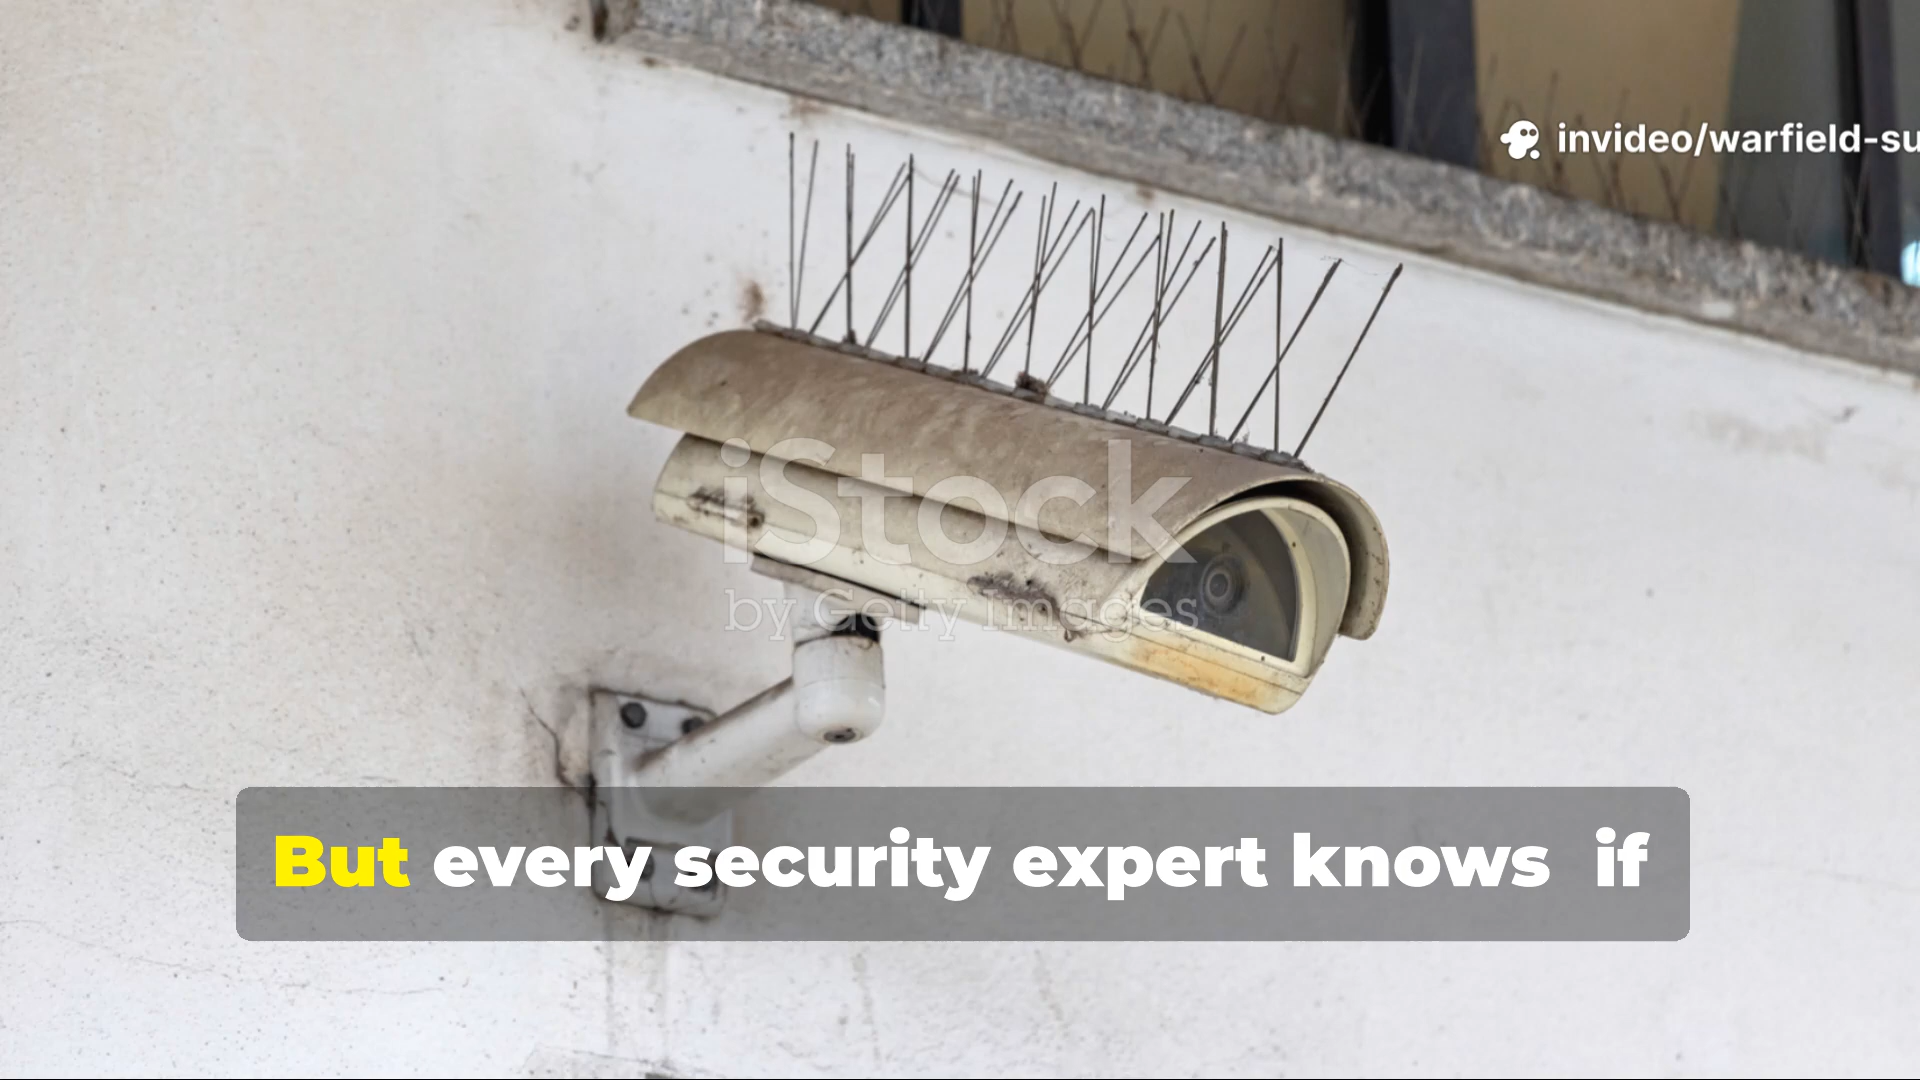 invideo/warfield-su
iStock
by Getty Images
But every security expert knows if